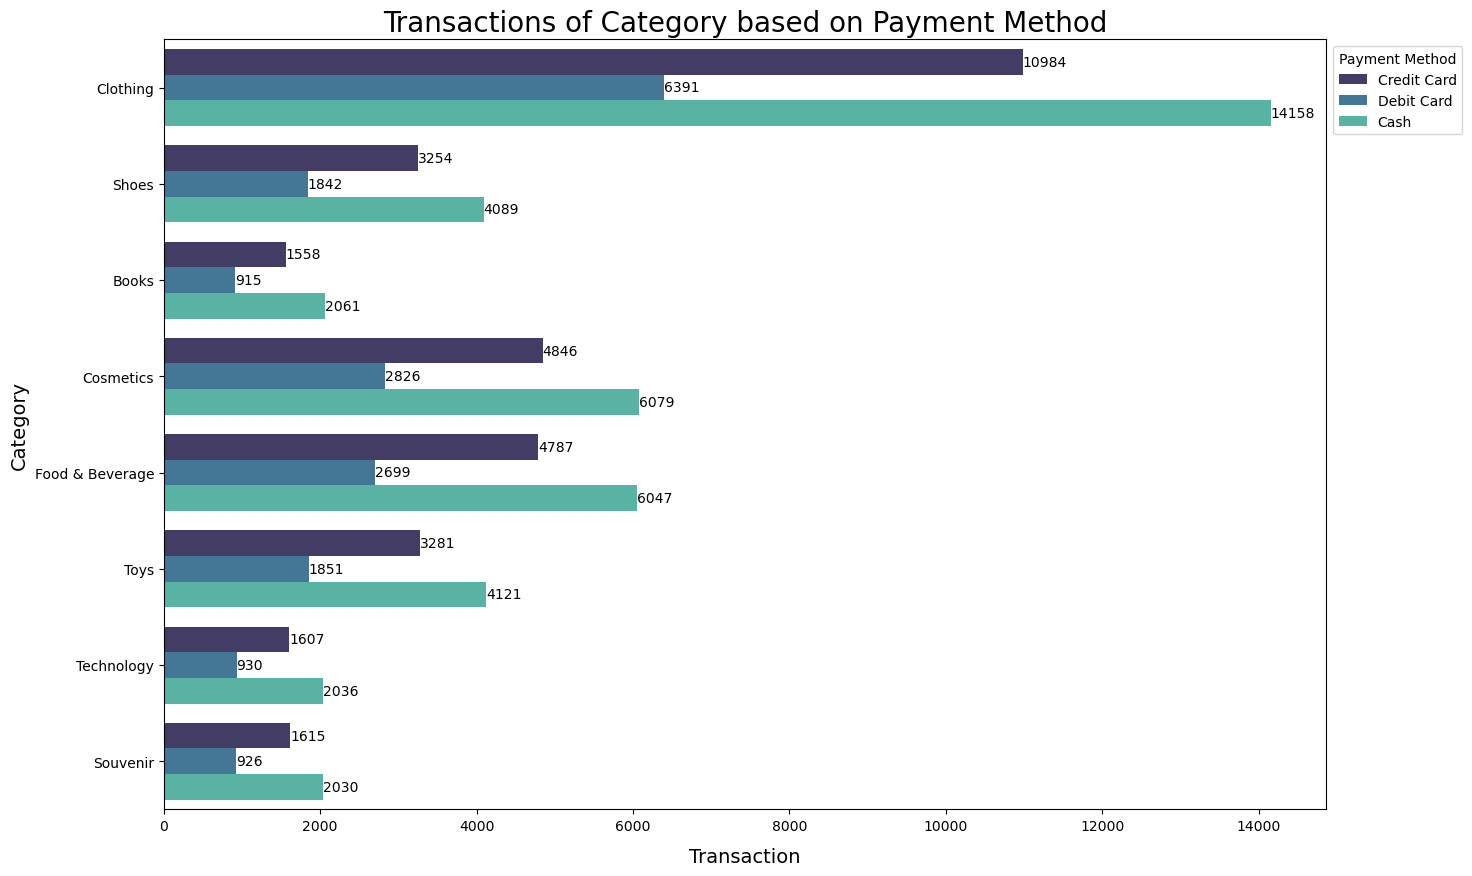 Transactions of Category based on Payment Method
Payment Method
Credit Card
Debit Card
Cash
Category
Clothing
10984
6391
14158
Shoes
3254
1842
4089
Books
1558
915
2061
Cosmetics
4846
2826
6079
Food & Beverage
4787
2699
6047
Toys
3281
1851
4121
Technology
1607
930
2036
Souvenir
1615
926
2030
0 2000 4000 6000 8000 10000 12000 14000
Transaction